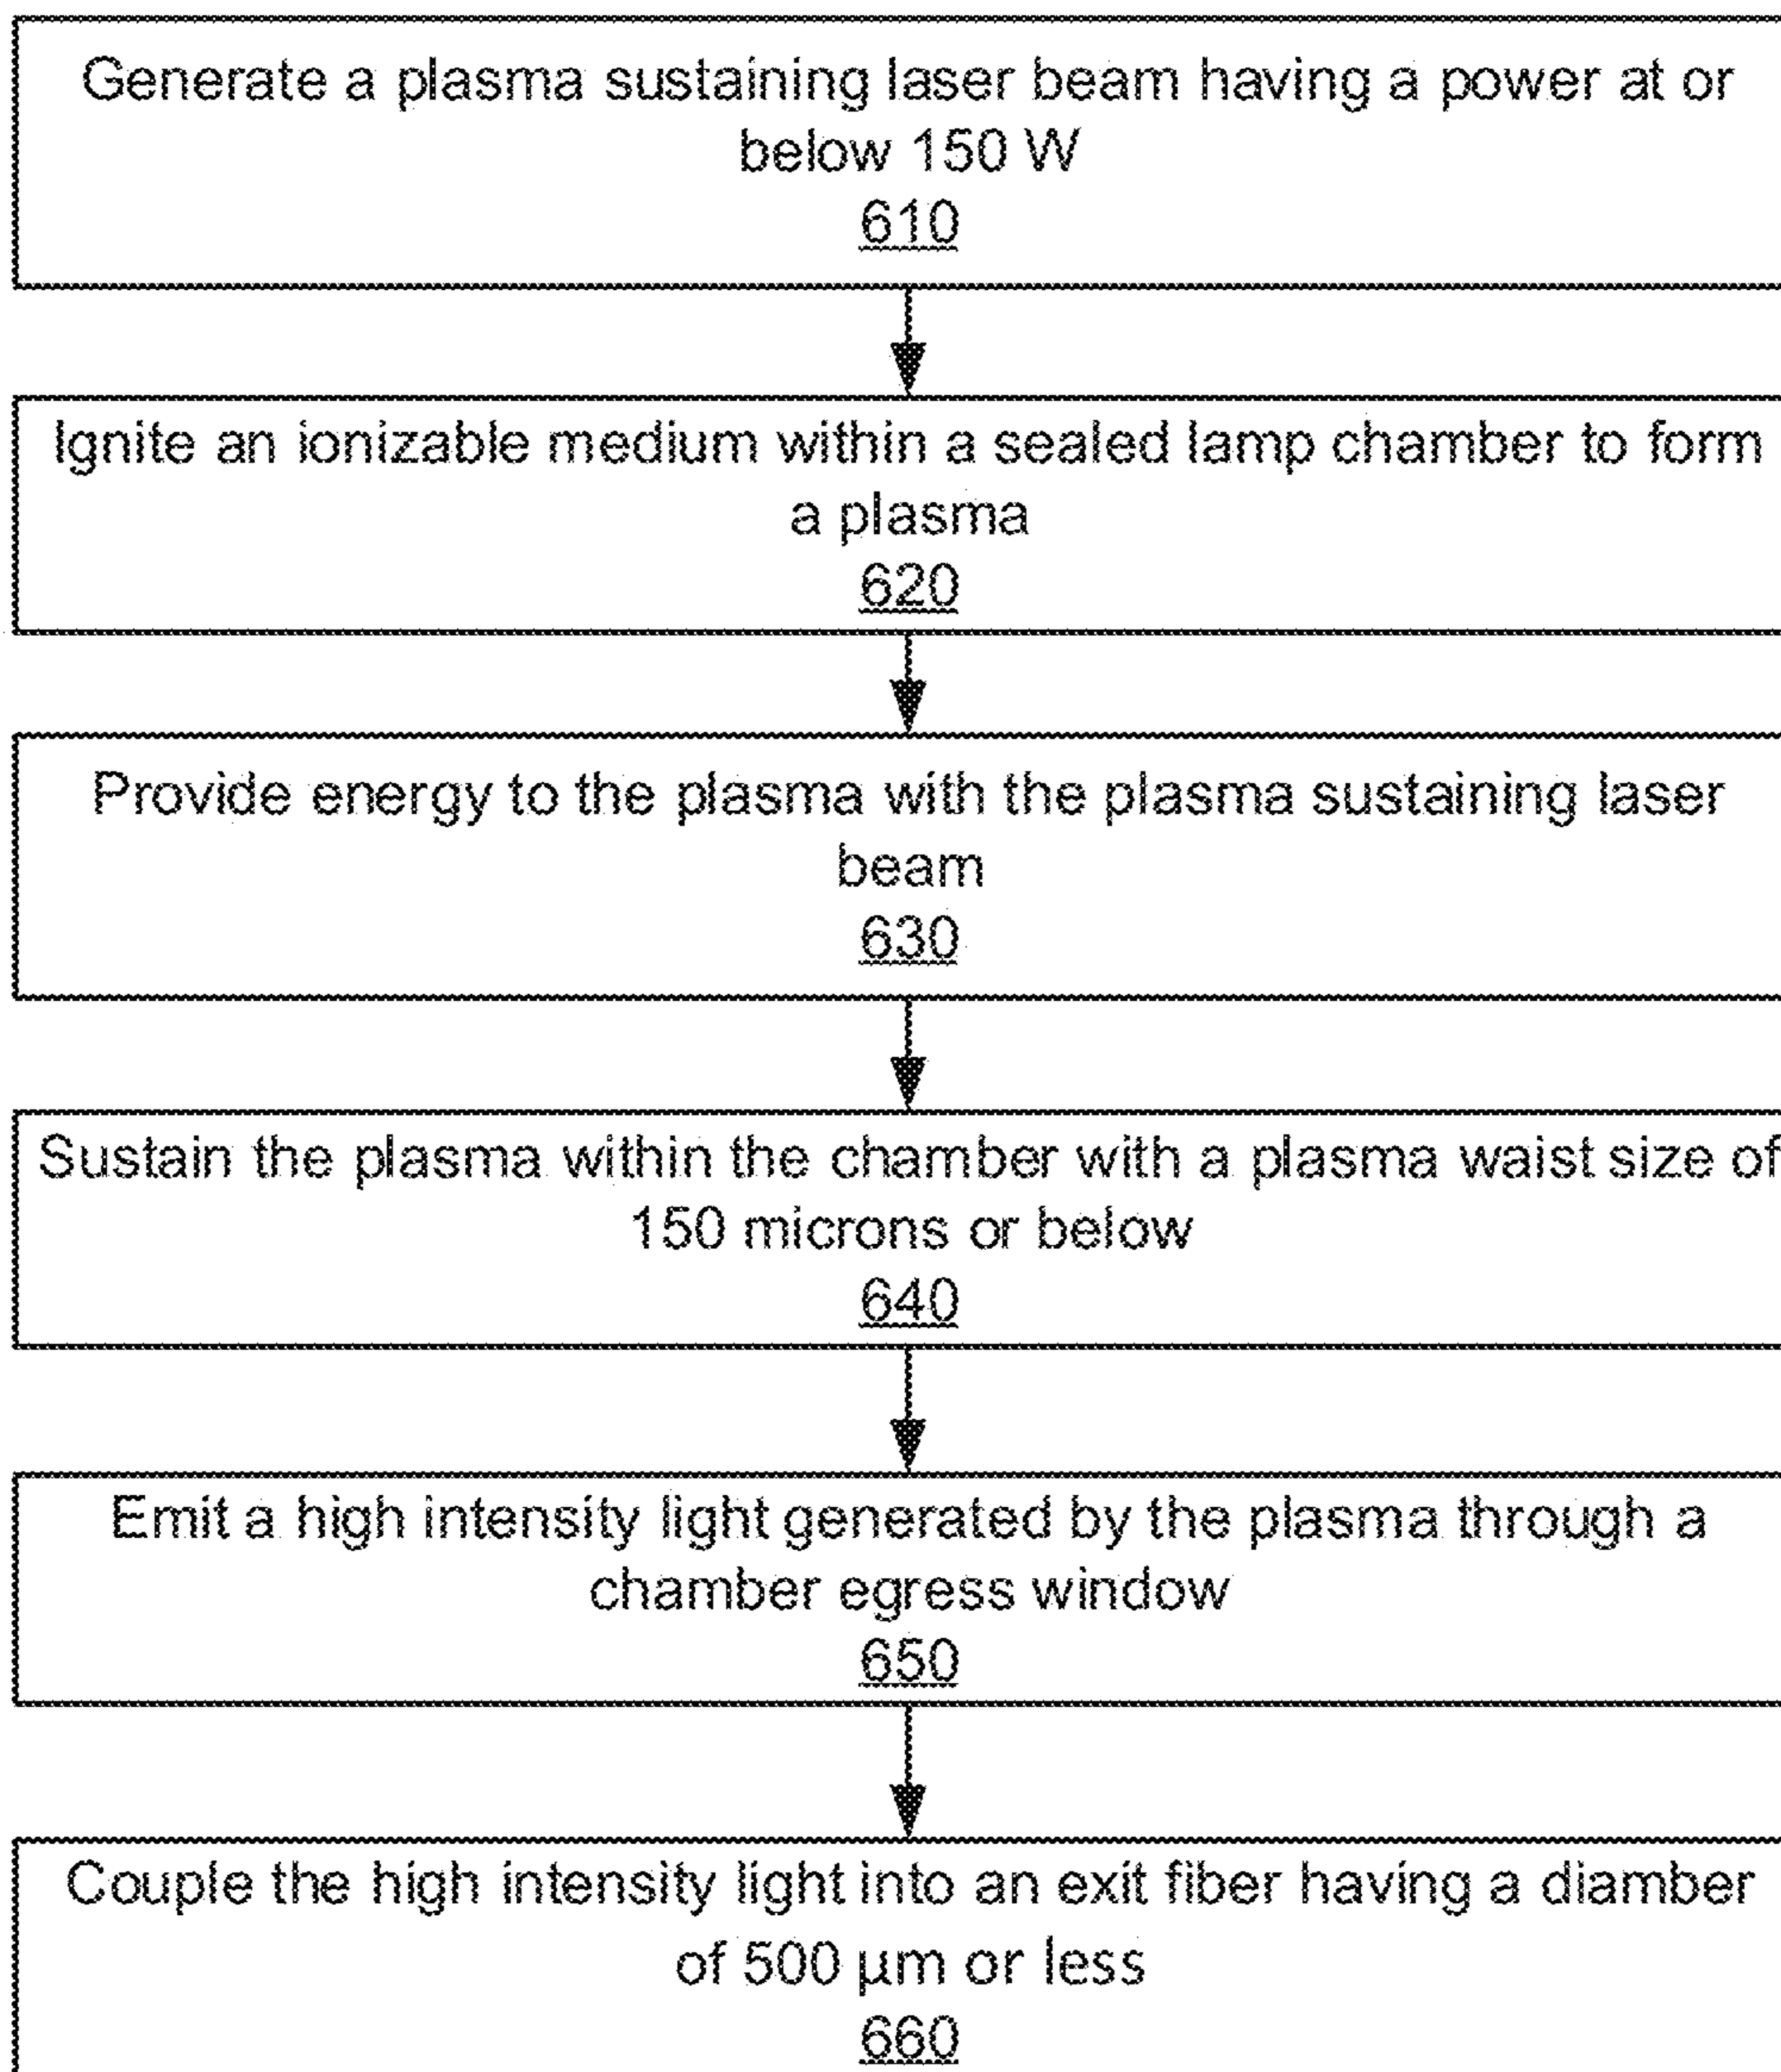 Generate a plasma sustaining laser beam having a power at or
below 150 W
610
Ignite an ionizable medium within a sealed lamp chamber to form
a plasma
620
Provide energy to the plasma with the plasma sustaining laser
beam
630
Sustain the plasma within the chamber with a plasma waist size of
150 microns or below
640
Emit a high intensity light generated by the plasma through a
chamber egress window
650
Couple the high intensity light into an exit fiber having a diamber
of 500 µm or less
660